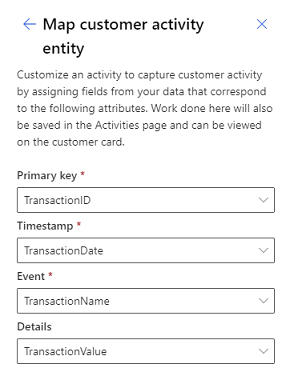 Map customer activity
entity
Customize an activity to capture customer activity
by assigning fields from your data that correspond
to the following attributes. Work done here will also
be saved in the Activities page and can be viewed
on the customer card.
Primary key *
TransactionID
Timestamp *
TransactionDate
Event *
TransactionName
Details
TransactionValue